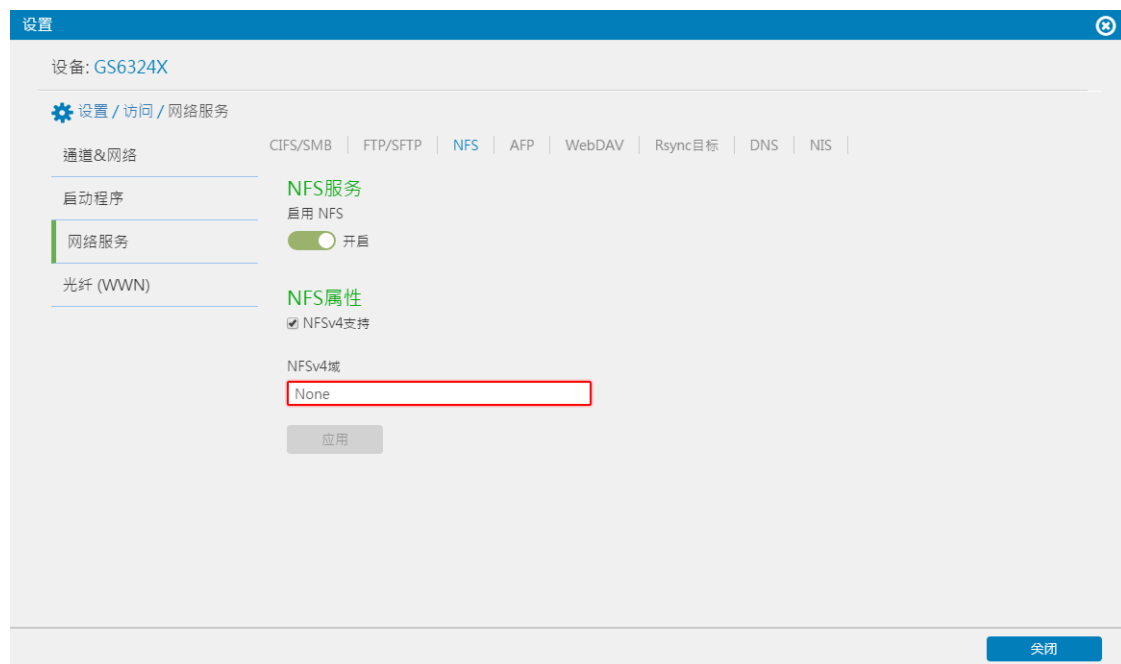 设置
设备: GS6324X
设置 / 访问 / 网络服务
通道&网络
启动程序
网络服务
光纤 (WWN)
CIFS/SMB FTP/SFTP NFS AFP WebDAV Rsync目标 DNS NIS
NFS服务
启用 NFS
开启
NFS属性
NFSv4支持
NFSv4域
None
应用
关闭